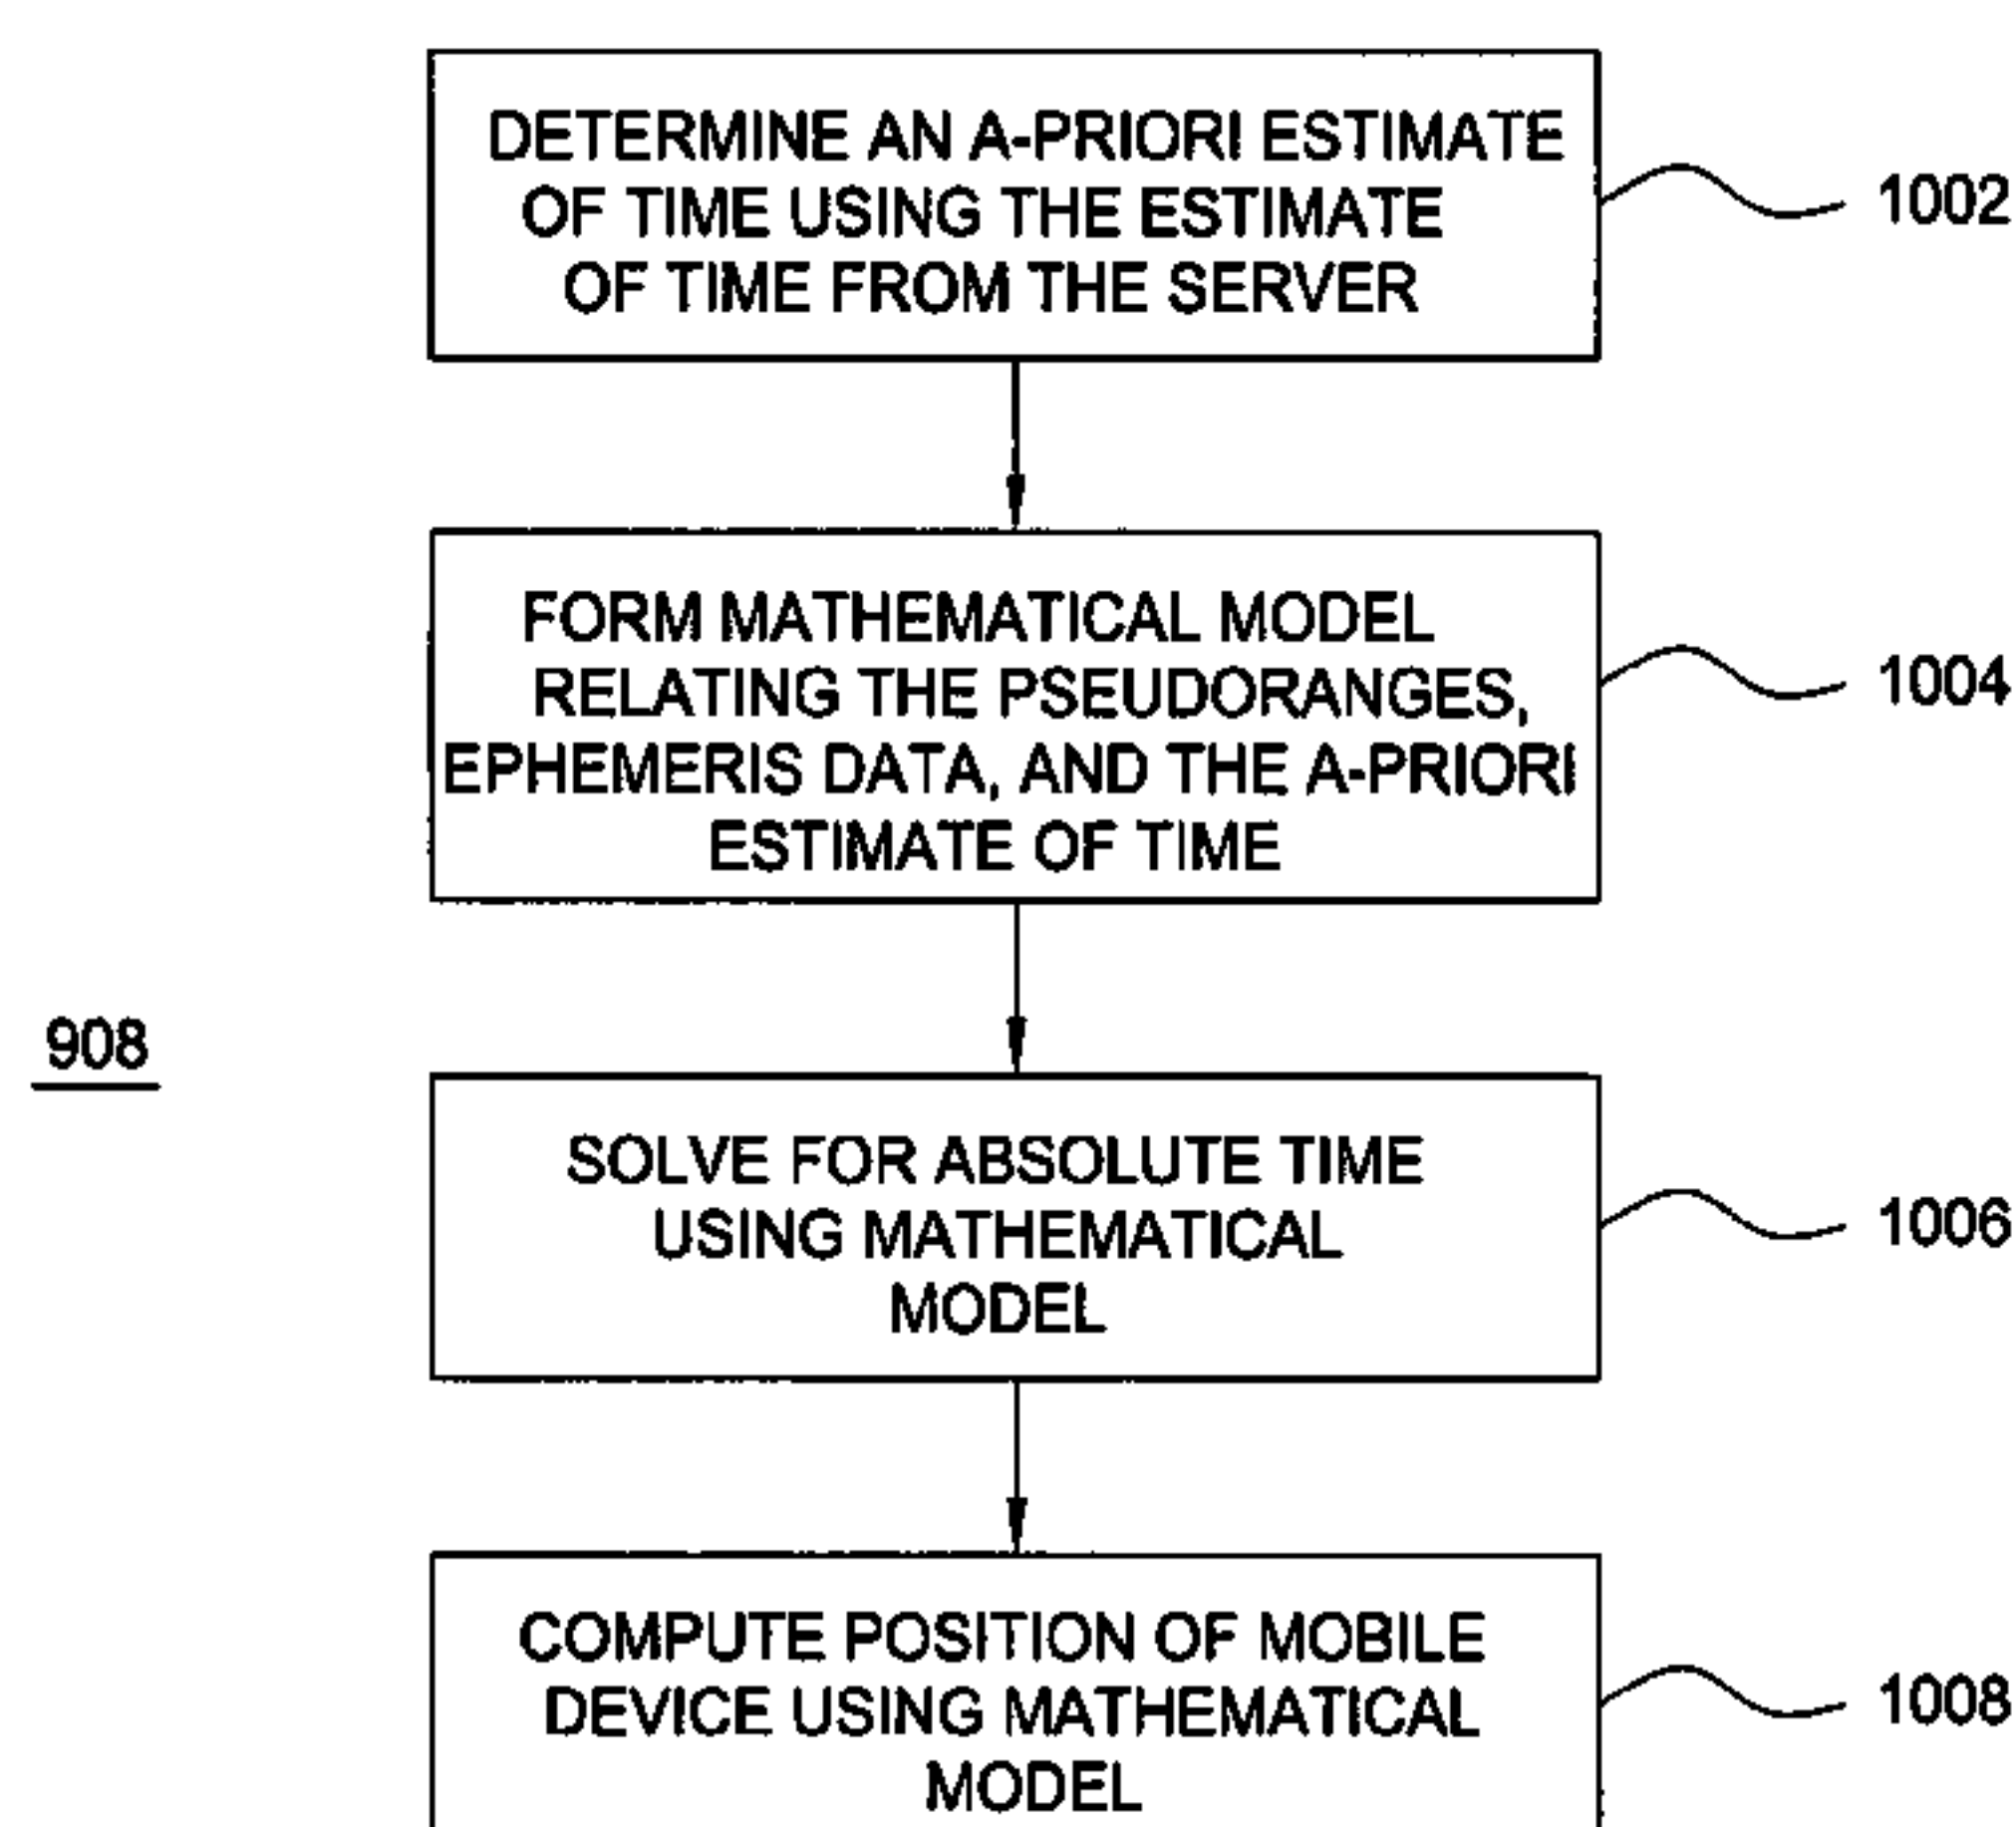 DETERMINE AN A-PRIORI ESTIMATE
OF TIME USING THE ESTIMATE
OF TIME FROM THE SERVER
1002
FORM MATHEMATICAL MODEL
RELATING THE PSEUDORANGES,
EPHEMERIS DATA, AND THE A-PRIORI
ESTIMATE OF TIME
1004
908
SOLVE FOR ABSOLUTE TIME
USING MATHEMATICAL
MODEL
1006
COMPUTE POSITION OF MOBILE
DEVICE USING MATHEMATICAL
MODEL
1008